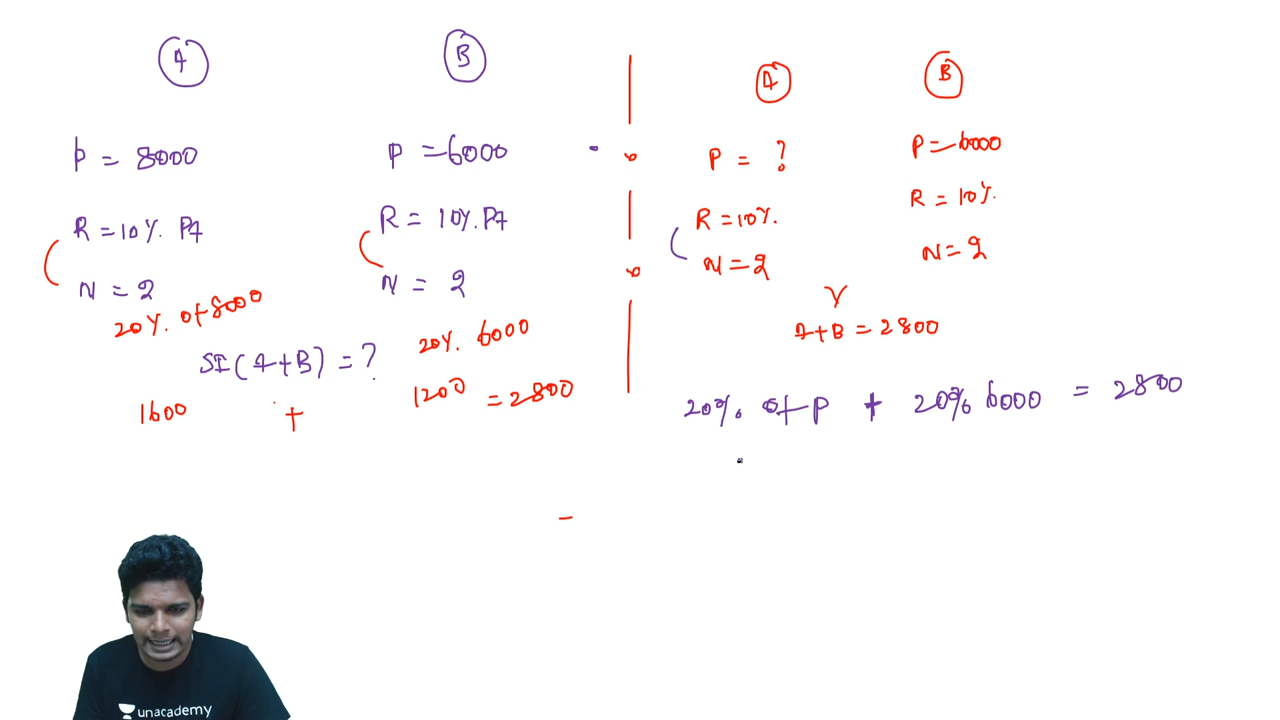 A B
P = 8000 P = 6000
R = 10%. PA R = 10%. PA
N = 2 N = 2
20%. of 8000 20%. 6000
SI (A+B) = ?
1600 + 1200 = 2800
A B
P = ? P = 6000
R = 10%. R = 10%.
N = 2 N = 2
A+B = 2800
20% of P + 20% 6000 = 2800
unacademy